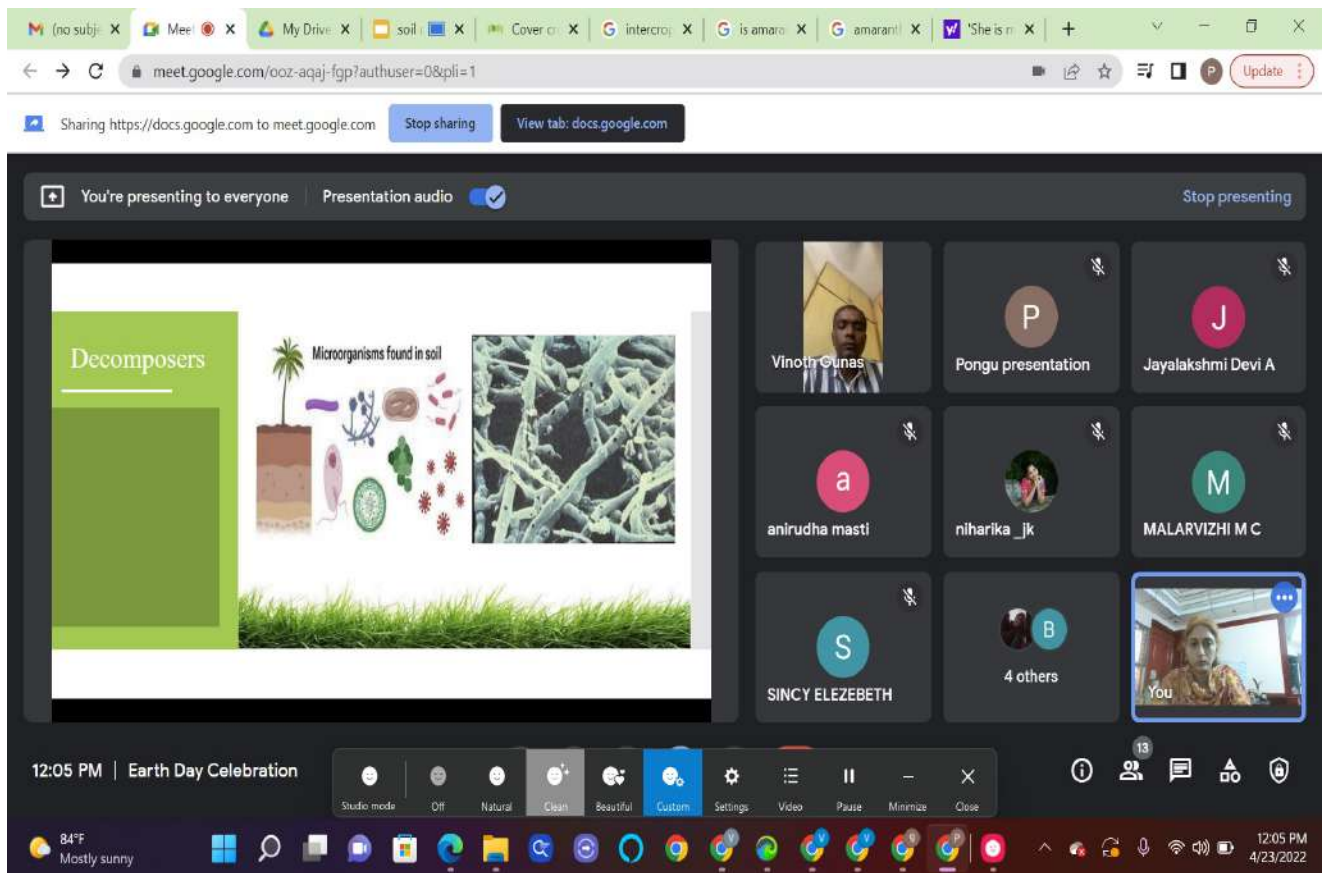 (no subje
Meet
My Drive
soil
Cover cr
intercrop
is amara
amaranth
'She is n
meet.google.com/ooz-aqaj-fgp?authuser=0&pli=1
P
Update
Sharing https://docs.google.com to meet.google.com
Stop sharing
View tab: docs.google.com
You're presenting to everyone
Presentation audio
Stop presenting
Decomposers
Microorganisms found in soil
Vinoth Gunas
P
Pongu presentation
J
Jayalakshmi Devi A
a
anirudha masti
niharika _jk
M
MALARVIZHI M C
S
SINCY ELEZEBETH
B
4 others
You
12:05 PM | Earth Day Celebration
13
Studio mode
Off
Natural
Clean
Beautiful
Custom
Settings
Video
Pause
Minimize
Close
84°F
Mostly sunny
12:05 PM
4/23/2022